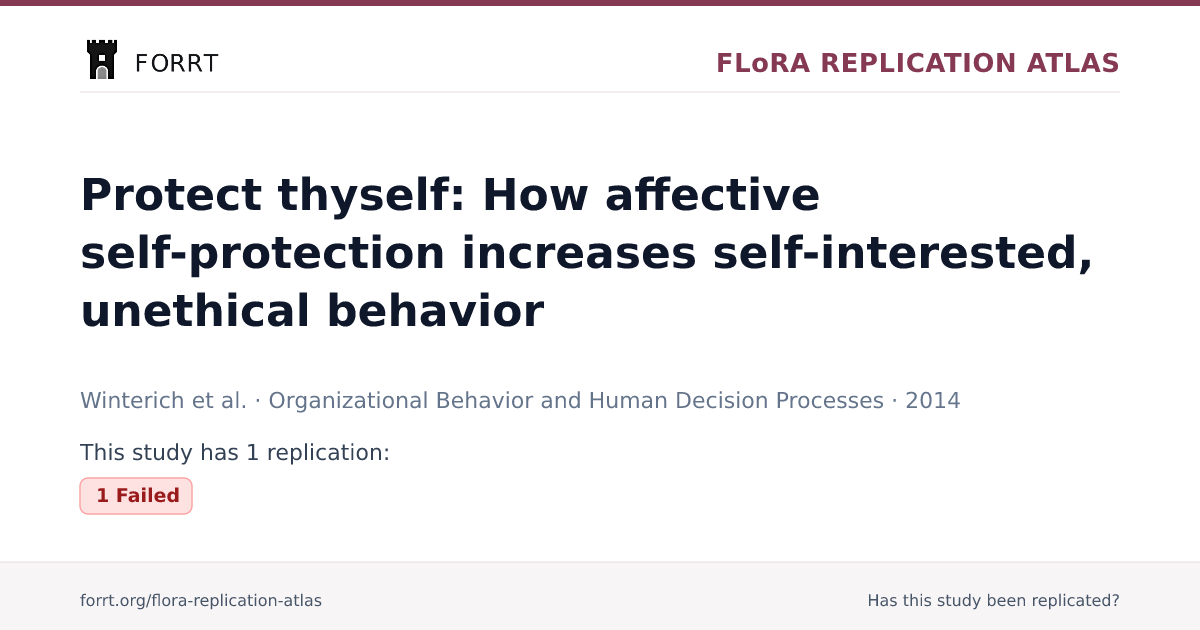 FORRT
FLoRA REPLICATION ATLAS
Protect thyself: How affective
self-protection increases self-interested,
unethical behavior
Winterich et al. · Organizational Behavior and Human Decision Processes · 2014
This study has 1 replication:
1 Failed
forrt.org/flora-replication-atlas
Has this study been replicated?